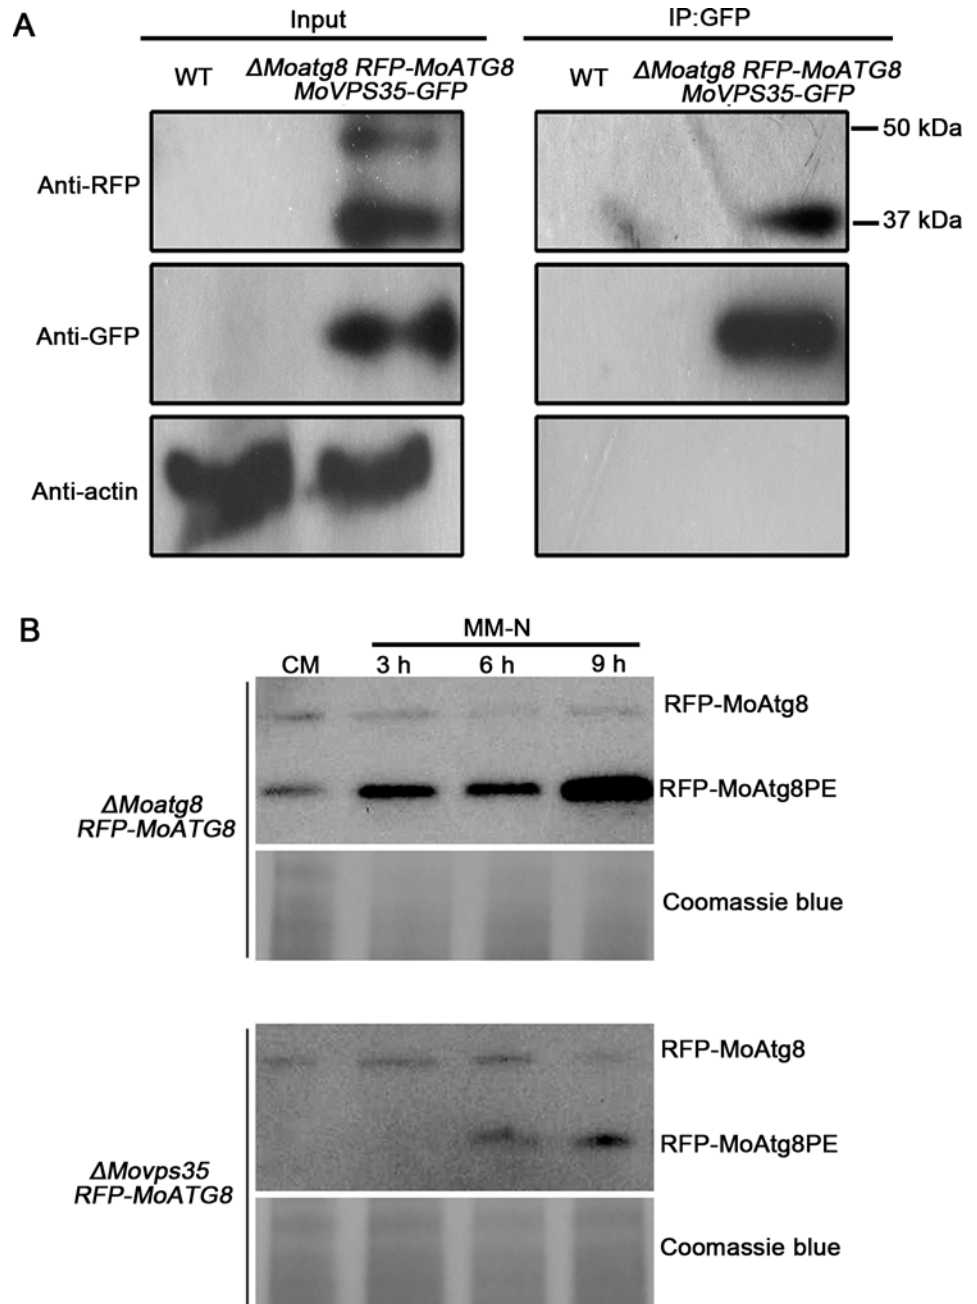 A
Input
IP:GFP
WT
ΔMoatg8 RFP-MoATG8
MoVPS35-GFP
WT
ΔMoatg8 RFP-MoATG8
MoVPS35-GFP
Anti-RFP
50 kDa
37 kDa
Anti-GFP
Anti-actin
B
MM-N
CM
3 h
6 h
9 h
ΔMoatg8
RFP-MoATG8
RFP-MoAtg8
RFP-MoAtg8PE
Coomassie blue
ΔMovps35
RFP-MoATG8
RFP-MoAtg8
RFP-MoAtg8PE
Coomassie blue